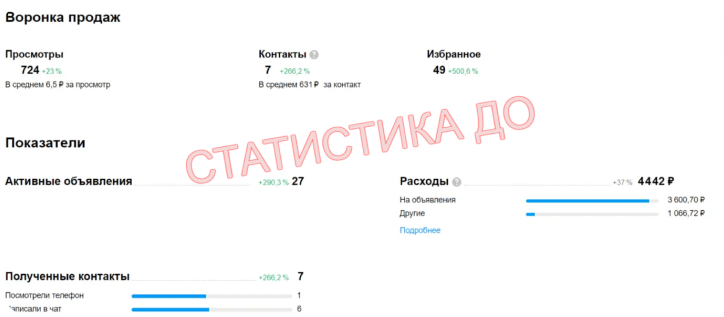 Воронка продаж
Просмотры Контакты ? Избранное
724 +23 % 7 +266,2 % 49 +500,6 %
В среднем 6,5 ₽ за просмотр В среднем 631 ₽ за контакт
СТАТИСТИКА ДО
Показатели
Активные объявления +290,3 % 27 Расходы ? +37 % 4442 ₽
На объявления 3 600,70 ₽
Другие 1 066,72 ₽
Подробнее
Полученные контакты +266,2 % 7
Посмотрели телефон 1
Написали в чат 6